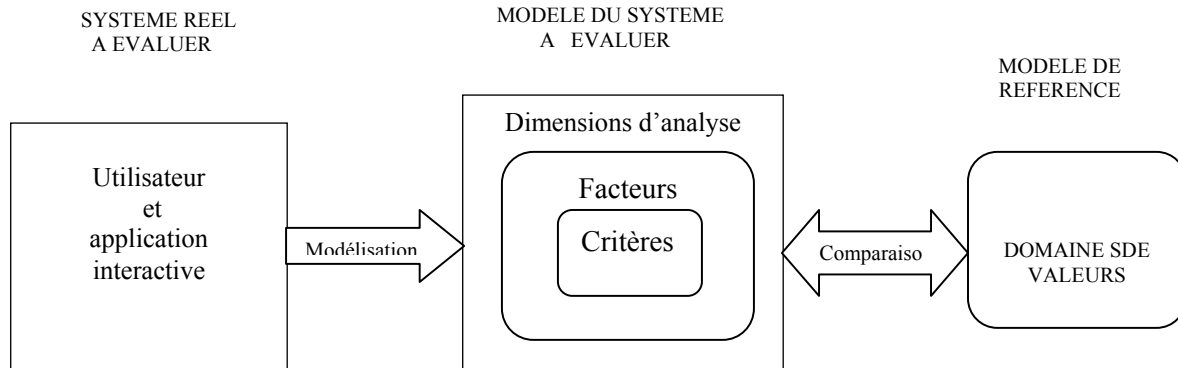 SYSTEME REEL
A EVALUER
MODELE DU SYSTEME
A EVALUER
MODELE DE
RÉFÉRENCE
Utilisateur
et
application
interactive
Modélisation
Dimensions d'analyse
Facteurs
Critères
Comparaiso
DOMAINE SDE
VALEURS